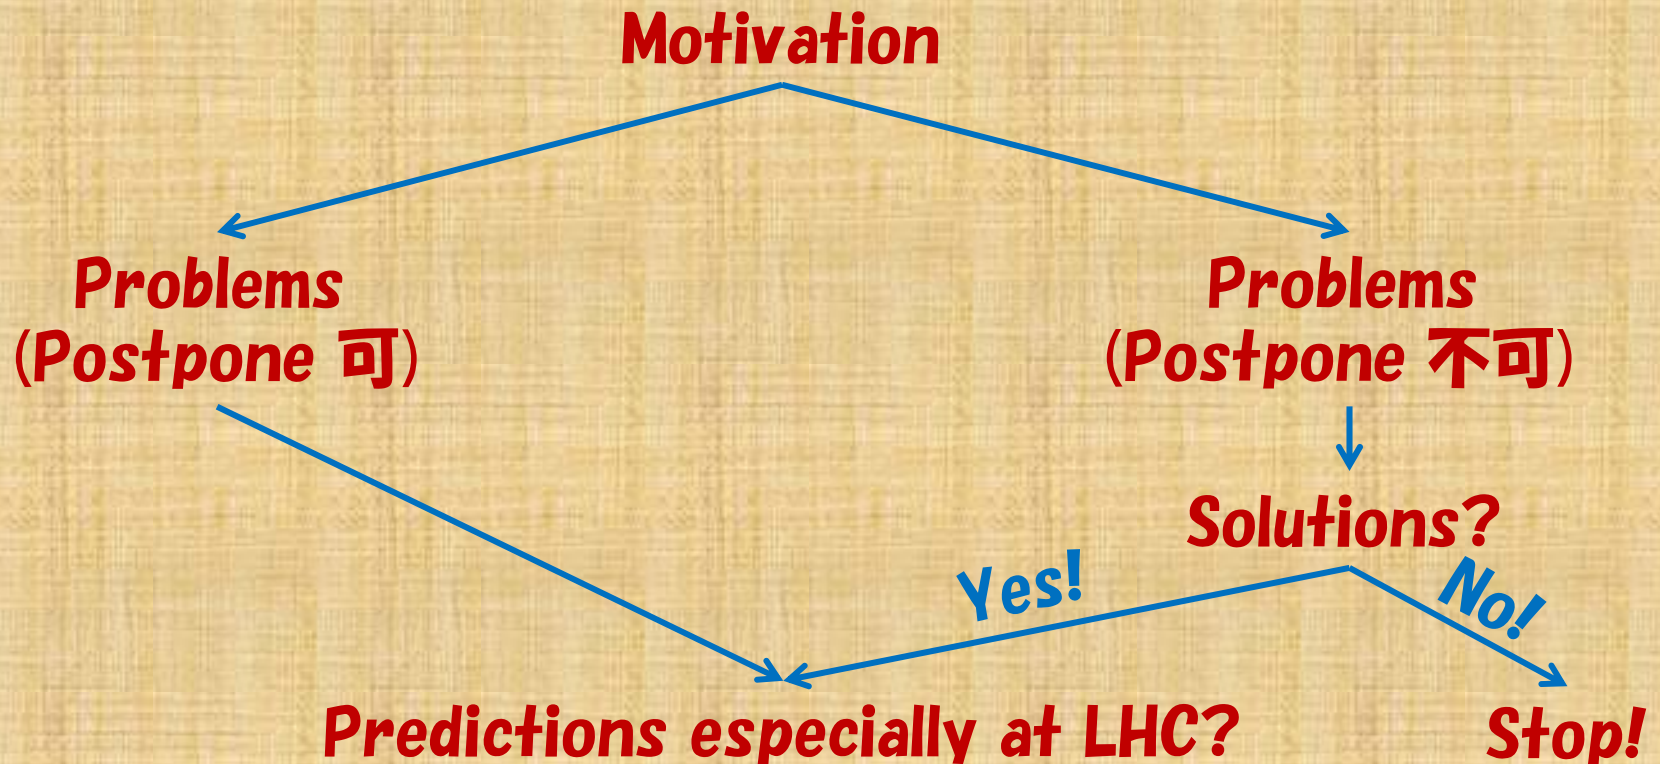 Motivation
Problems
(Postpone 可)
Problems
(Postpone 不可)
Solutions?
Yes!
No!
Predictions especially at LHC?
Stop!